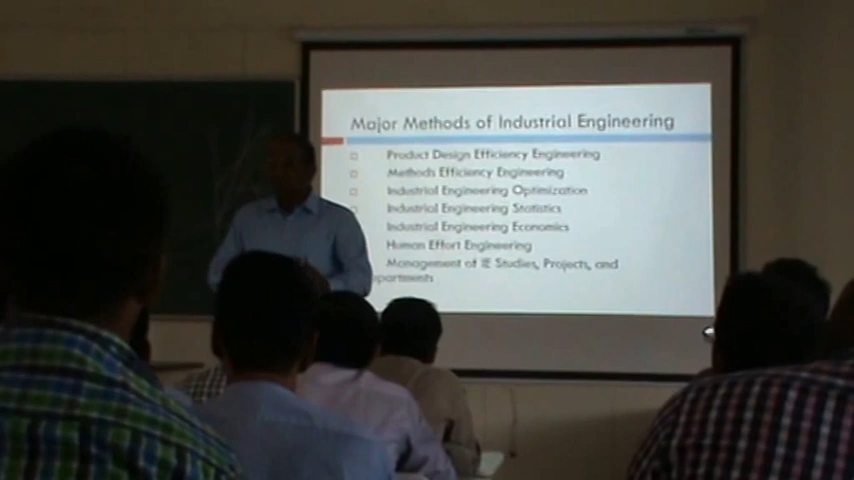 Major Methods of Industrial Engineering
Product Design Efficiency Engineering
Methods Efficiency Engineering
Industrial Engineering Optimization
Industrial Engineering Statistics
Industrial Engineering Economics
Human Effort Engineering
Management of IE Studies, Projects, and
partments